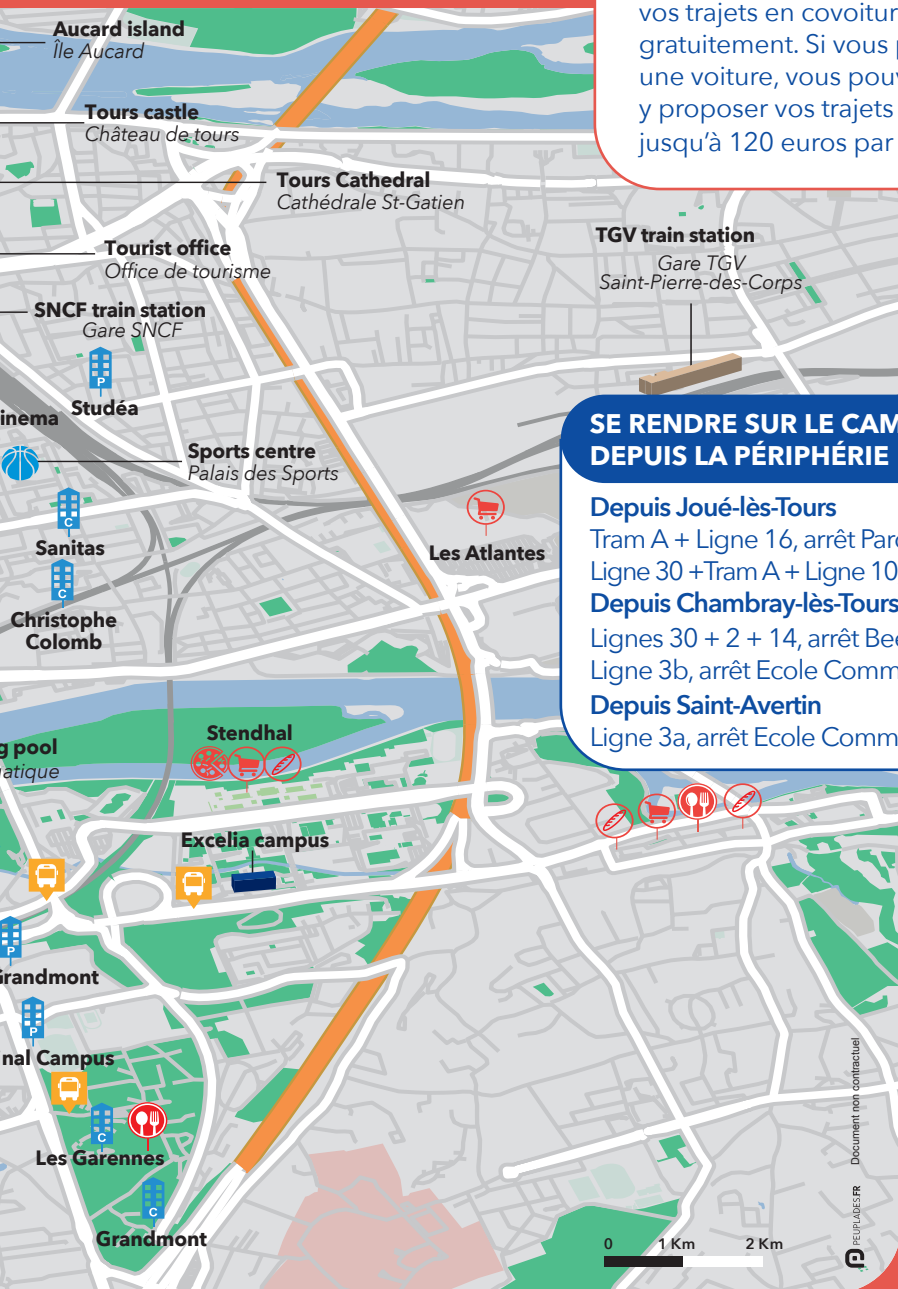 vos trajets en covoitur
gratuitement. Si vous p
une voiture, vous pouv
y proposer vos trajets
jusqu'à 120 euros par
Aucard island
Île Aucard
Tours castle
Château de tours
Tours Cathedral
Cathédrale St-Gatien
Tourist office
Office de tourisme
TGV train station
Gare TGV
Saint-Pierre-des-Corps
SNCF train station
Gare SNCF
P
Studéa
inema
Sports centre
Palais des Sports
C
Sanitas
C
Christophe
Colomb
Les Atlantes
SE RENDRE SUR LE CAM
DEPUIS LA PÉRIPHÉRIE
Depuis Joué-lès-Tours
Tram A + Ligne 16, arrêt Parc
Ligne 30 +Tram A + Ligne 10
Depuis Chambray-lès-Tours
Lignes 30 + 2 + 14, arrêt Bee
Ligne 3b, arrêt Ecole Comm
Depuis Saint-Avertin
Ligne 3a, arrêt Ecole Comm
g pool
atique
Stendhal
Excelia campus
P
Grandmont
P
nal Campus
C
Les Garennes
C
Grandmont
0 1 Km 2 Km
Document non contractuel
PEUPLADES.FR